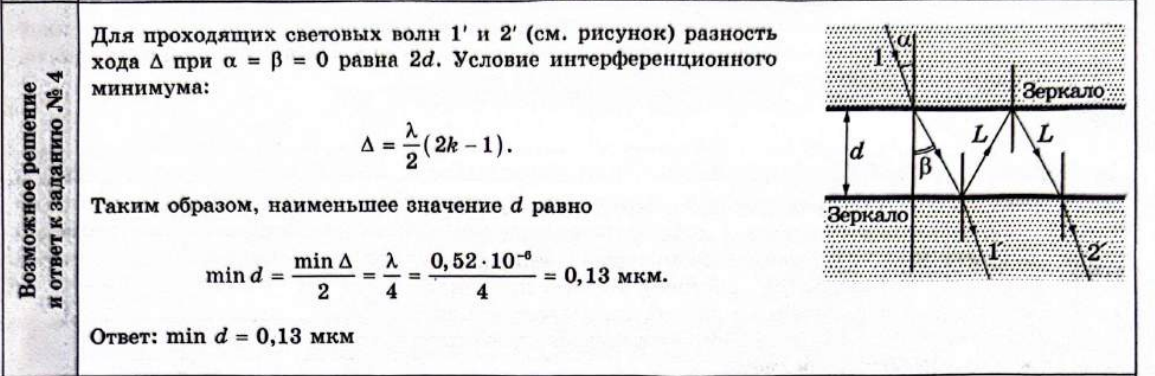 Возможное решение
и ответ к заданию № 4
Для проходящих световых волн 1′ и 2′ (см. рисунок) разность
хода Δ при α = β = 0 равна 2d. Условие интерференционного
минимума:
Δ = λ/2 (2k − 1).
Таким образом, наименьшее значение d равно
min d = min Δ/2 = λ/4 = 0,52 · 10⁻⁶/4 = 0,13 мкм.
Ответ: min d = 0,13 мкм
α
1
Зеркало
d
β
L
L
Зеркало
1′
2′